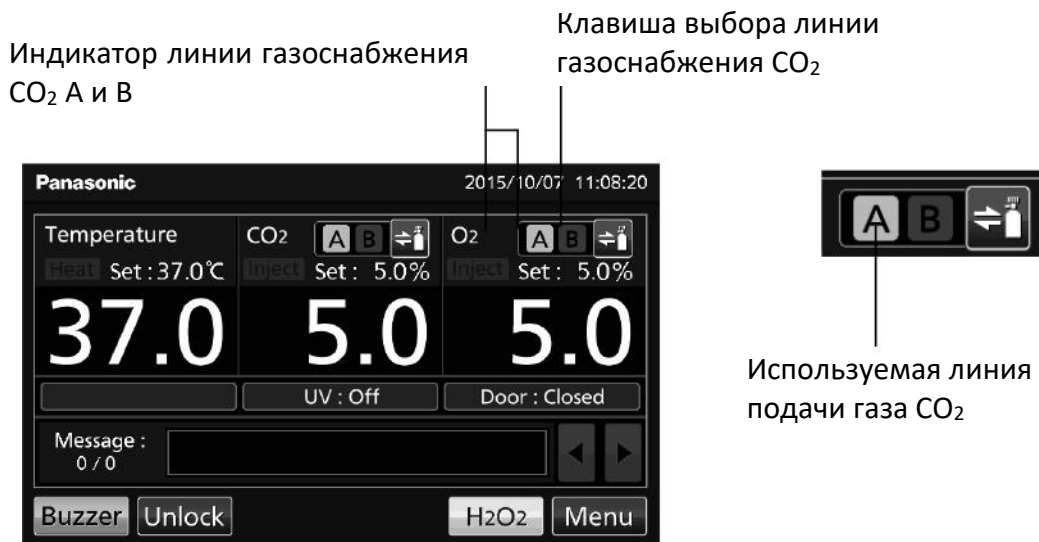 Клавиша выбора линии
газоснабжения CO₂
Индикатор линии газоснабжения
CO₂ А и В
Panasonic 2015/10/07 11:08:20
Temperature CO2 A B O2 A B
Heat Set : 37.0℃ Inject Set : 5.0% Inject Set : 5.0%
37.0 5.0 5.0
UV : Off Door : Closed
Message :
0 / 0
Buzzer Unlock H2O2 Menu
A B
Используемая линия
подачи газа CO₂